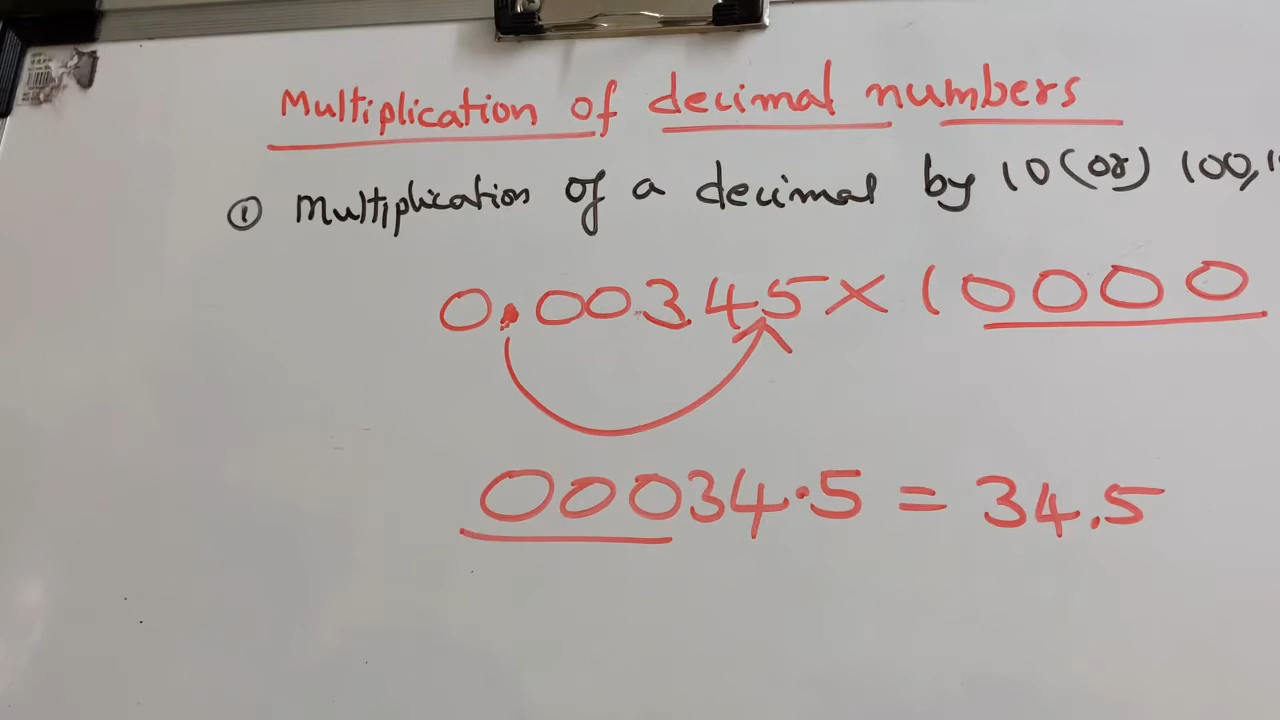 Multiplication of decimal numbers
① Multiplication of a decimal by 10 (or) 100,
0.00345 × 10000
00034.5 = 34.5